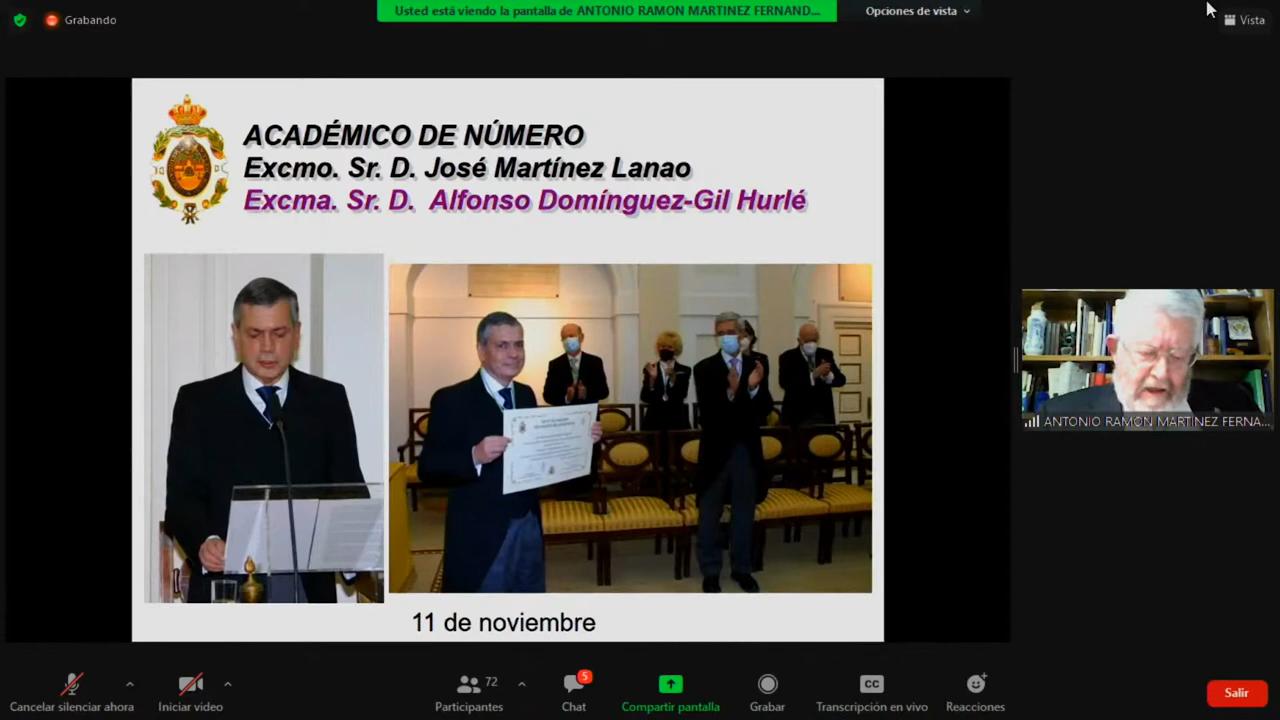 Grabando
Usted está viendo la pantalla de ANTONIO RAMON MARTINEZ FERNAND...
Opciones de vista
Vista
ACADÉMICO DE NÚMERO
Excmo. Sr. D. José Martínez Lanao
Excma. Sr. D. Alfonso Domínguez-Gil Hurlé
ANTONIO RAMON MARTINEZ FERNA...
11 de noviembre
72
5
CC
Cancelar silenciar ahora
Iniciar video
Participantes
Chat
Compartir pantalla
Grabar
Transcripción en vivo
Reacciones
Salir